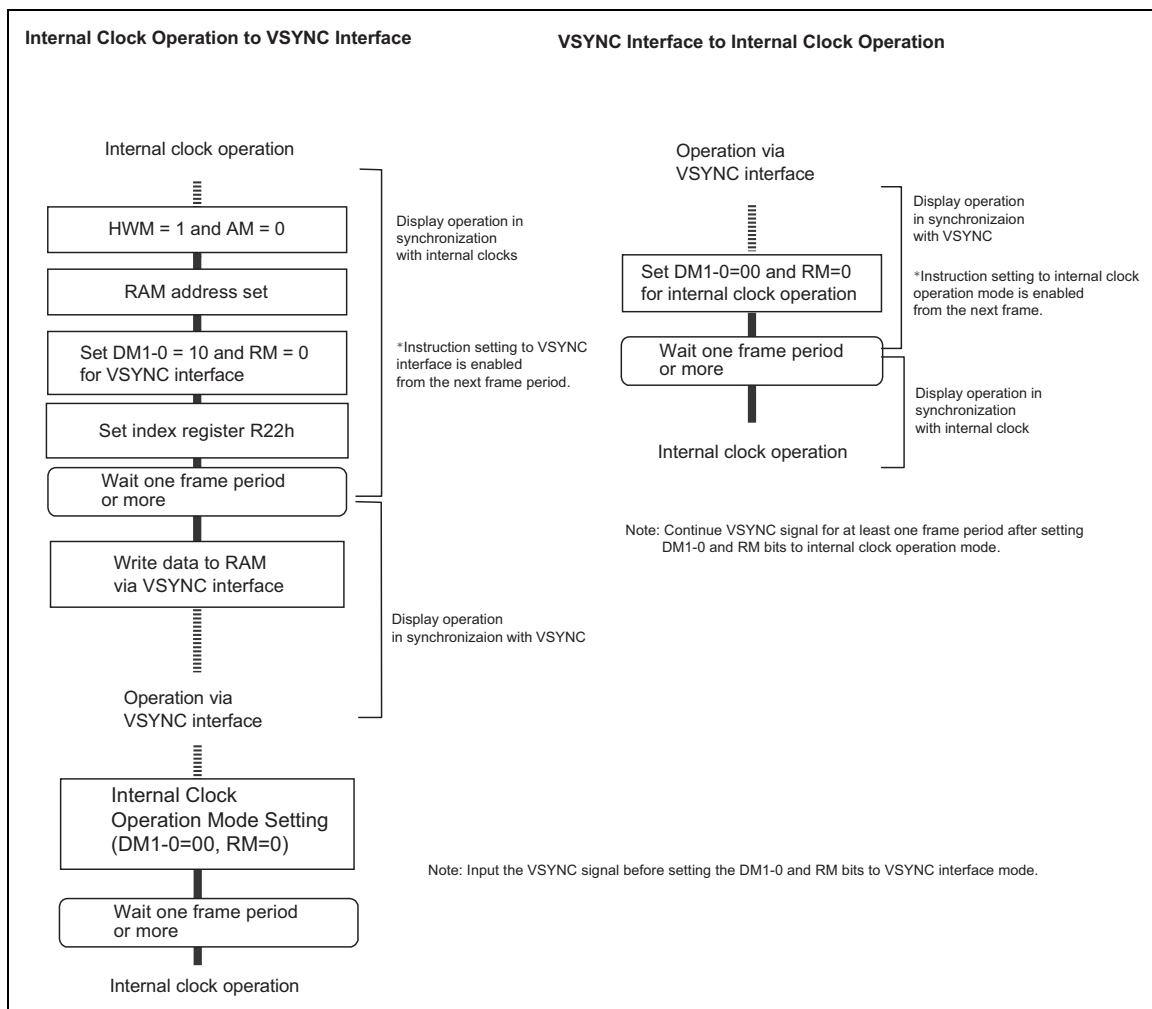 Internal Clock Operation to VSYNC Interface
Internal clock operation
HWM = 1 and AM = 0
RAM address set
Set DM1-0 = 10 and RM = 0
for VSYNC interface
Set index register R22h
Wait one frame period
or more
Write data to RAM
via VSYNC interface
Operation via
VSYNC interface
Internal Clock
Operation Mode Setting
(DM1-0=00, RM=0)
Wait one frame period
or more
Internal clock operation
Display operation in
synchronization
with internal clocks
*Instruction setting to VSYNC
interface is enabled
from the next frame period.
Display operation
in synchronizaion with VSYNC
VSYNC Interface to Internal Clock Operation
Operation via
VSYNC interface
Set DM1-0=00 and RM=0
for internal clock operation
Wait one frame period
or more
Internal clock operation
Display operation
in synchronizaion
with VSYNC
*Instruction setting to internal clock
operation mode is enabled
from the next frame.
Display operation in
synchronization
with internal clock
Note: Continue VSYNC signal for at least one frame period after setting
DM1-0 and RM bits to internal clock operation mode.
Note: Input the VSYNC signal before setting the DM1-0 and RM bits to VSYNC interface mode.